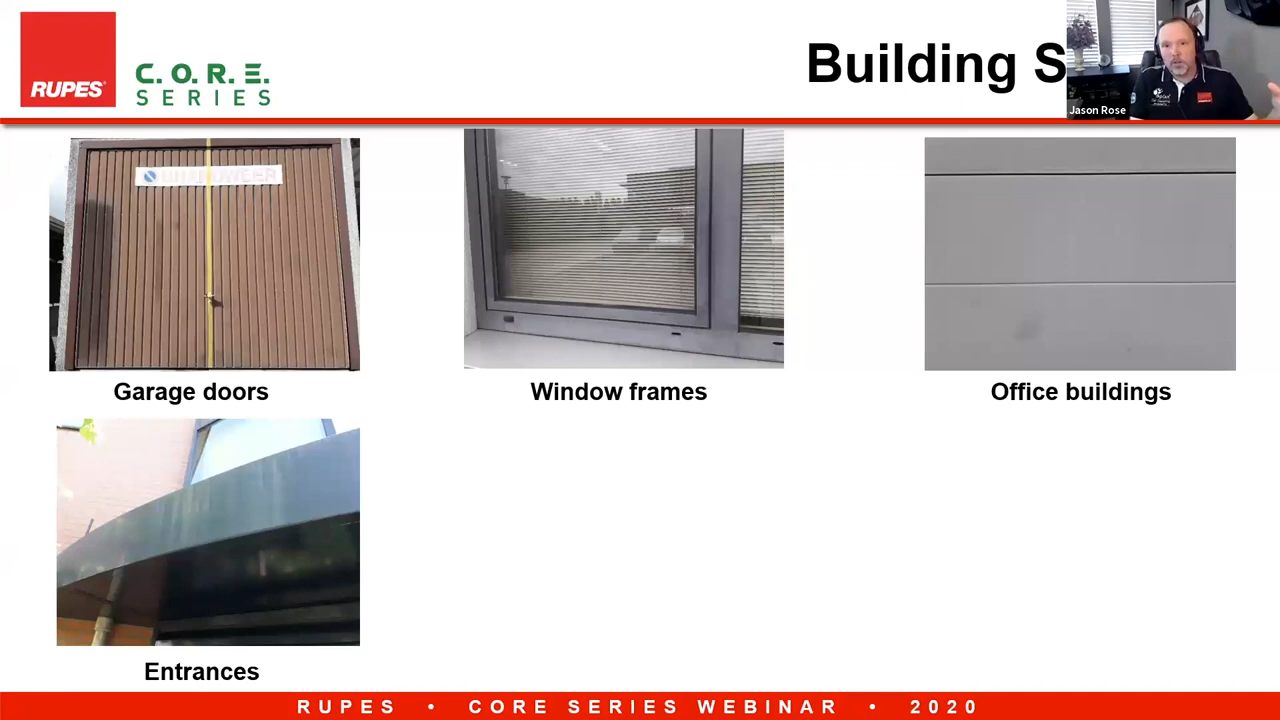 RUPES
C.O.R.E.
SERIES
Building S
Jason Rose
Garage doors
Window frames
Office buildings
Entrances
RUPES • CORE SERIES WEBINAR • 2020